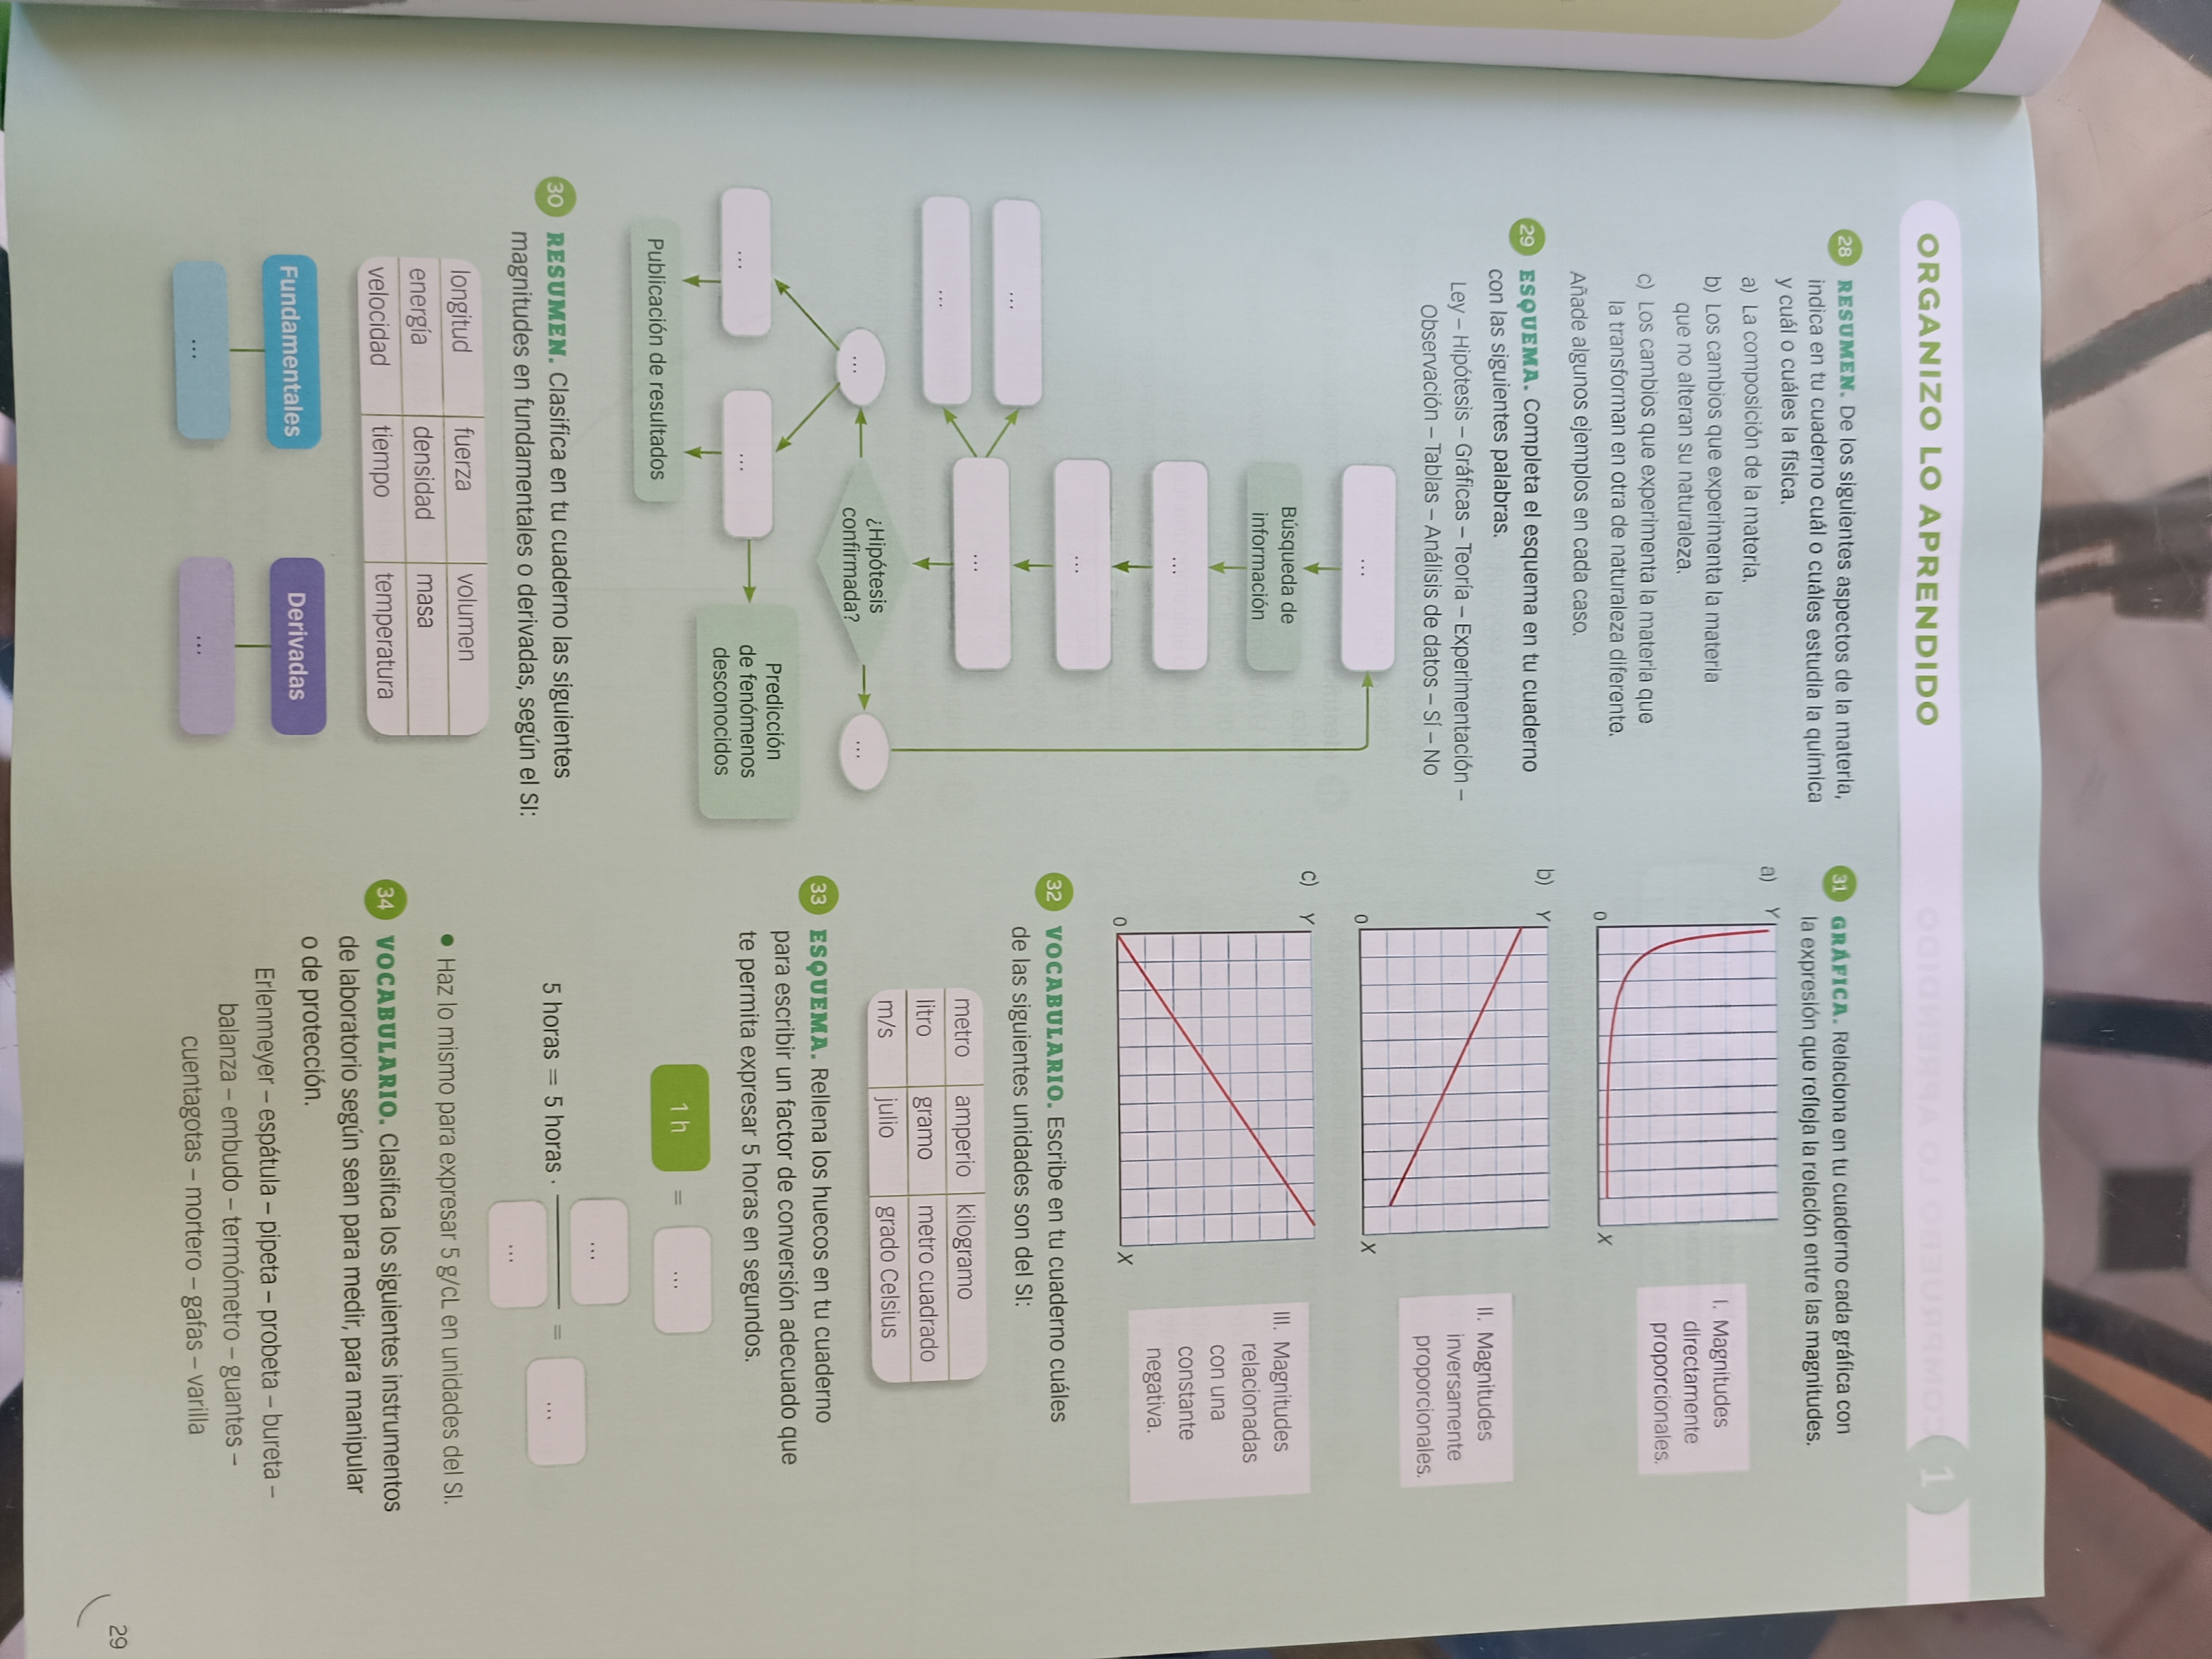 ORGANIZO LO APRENDIDO
1
28 RESUMEN. De los siguientes aspectos de la materia,
indica en tu cuaderno cuál o cuáles estudia la química
y cuál o cuáles la física.
a) La composición de la materia.
b) Los cambios que experimenta la materia
que no alteran su naturaleza.
c) Los cambios que experimenta la materia que
la transforman en otra de naturaleza diferente.
Añade algunos ejemplos en cada caso.
29 ESQUEMA. Completa el esquema en tu cuaderno
con las siguientes palabras.
Ley – Hipótesis – Gráficas – Teoría – Experimentación –
Observación – Tablas – Análisis de datos – Sí – No
...
Búsqueda de
información
...
...
...
...
...
¿Hipótesis
confirmada?
...
...
...
...
Predicción
de fenómenos
desconocidos
Publicación de resultados
30 RESUMEN. Clasifica en tu cuaderno las siguientes
magnitudes en fundamentales o derivadas, según el SI:
longitud fuerza volumen
energía densidad masa
velocidad tiempo temperatura
Fundamentales Derivadas
... ...
31 GRÁFICA. Relaciona en tu cuaderno cada gráfica con
la expresión que refleja la relación entre las magnitudes.
a) Y
0 X
I. Magnitudes
directamente
proporcionales.
b) Y
0 X
II. Magnitudes
inversamente
proporcionales.
c) Y
0 X
III. Magnitudes
relacionadas
con una
constante
negativa.
32 VOCABULARIO. Escribe en tu cuaderno cuáles
de las siguientes unidades son del SI:
metro amperio kilogramo
litro gramo metro cuadrado
m/s julio grado Celsius
33 ESQUEMA. Rellena los huecos en tu cuaderno
para escribir un factor de conversión adecuado que
te permita expresar 5 horas en segundos.
1 h = ...
...
5 horas = 5 horas · = ...
...
• Haz lo mismo para expresar 5 g/cL en unidades del SI.
34 VOCABULARIO. Clasifica los siguientes instrumentos
de laboratorio según sean para medir, para manipular
o de protección.
Erlenmeyer – espátula – pipeta – probeta – bureta –
balanza – embudo – termómetro – guantes –
cuentagotas – mortero – gafas – varilla
29